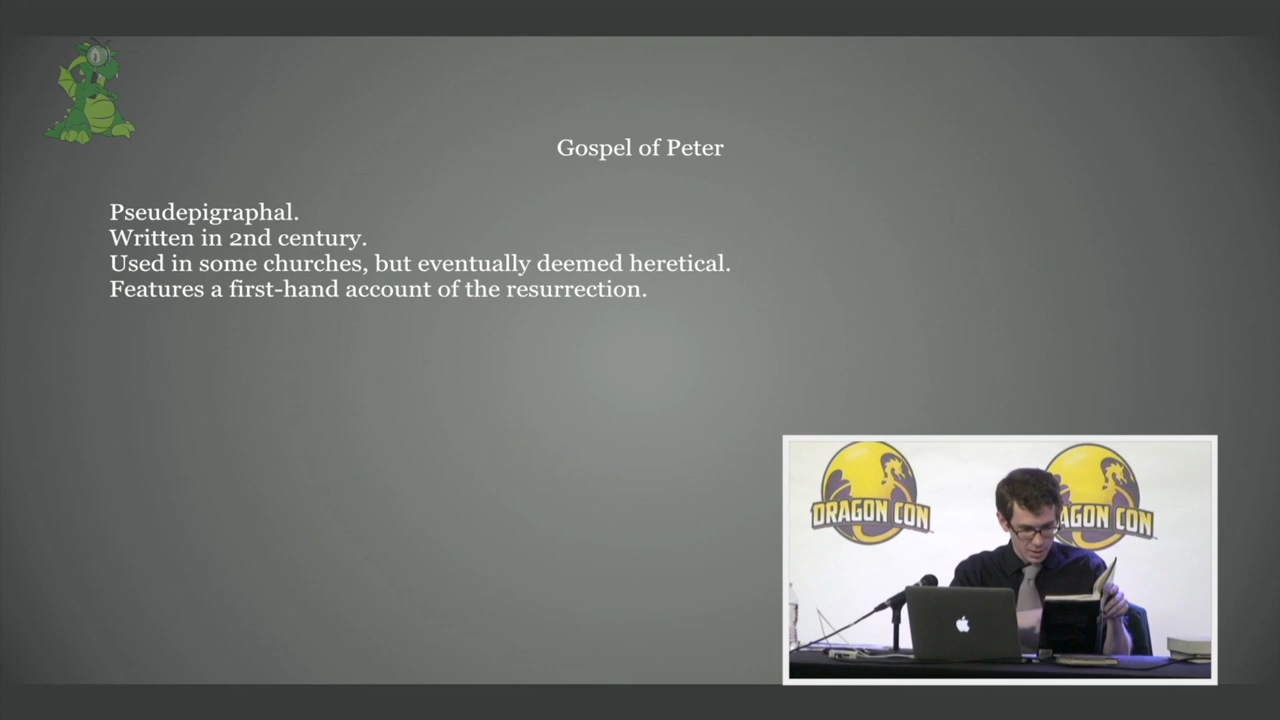 Gospel of Peter
Pseudepigraphal.
Written in 2nd century.
Used in some churches, but eventually deemed heretical.
Features a first-hand account of the resurrection.
DRAGON CON
AGON CON